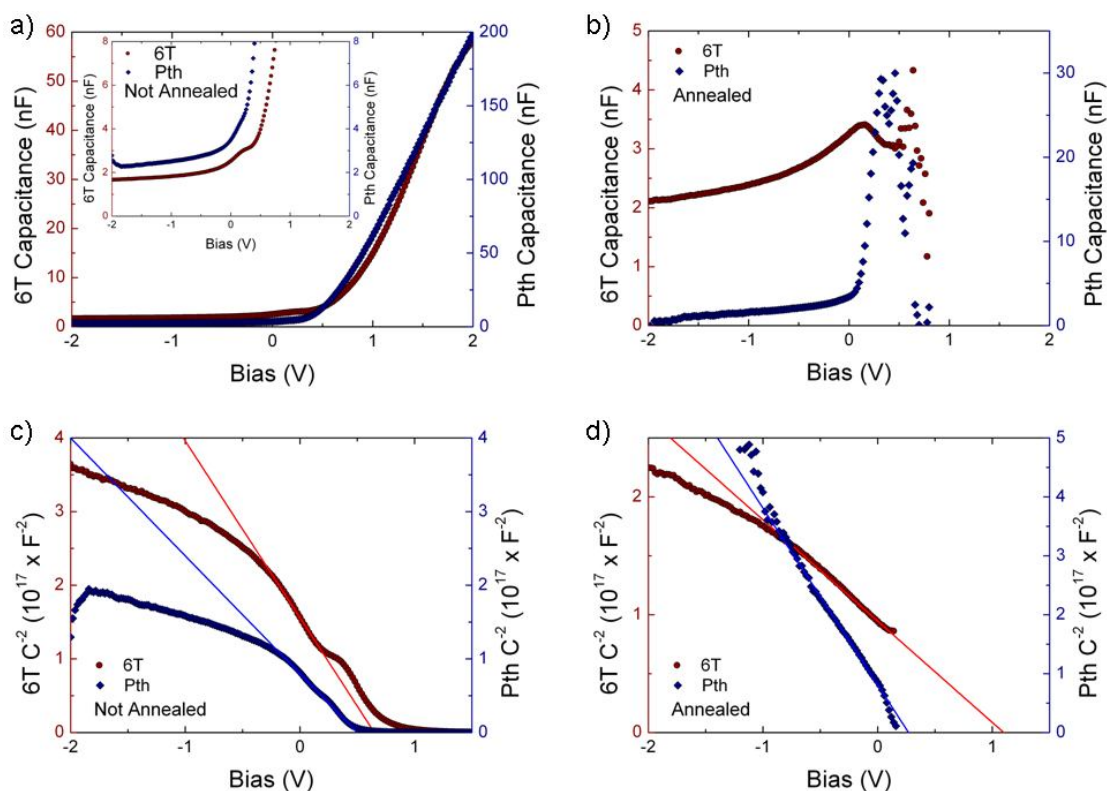 a)
60
50
40
30
20
10
0
6T Capacitance (nF)
200
150
100
50
0
Pth Capacitance (nF)
-2
-1
0
1
2
Bias (V)
8
6
4
2
0
6T Capacitance (nF)
6T
Pth
Not Annealed
8
6
4
2
0
Pth Capacitance (nF)
-2
-1
0
1
2
Bias (V)
b)
5
4
3
2
1
0
6T Capacitance (nF)
6T
Pth
Annealed
30
20
10
0
Pth Capacitance (nF)
-2
-1
0
1
2
Bias (V)
c)
4
3
2
1
0
6T C⁻² (10¹⁷ x F⁻²)
6T
Pth
Not Annealed
4
3
2
1
0
Pth C⁻² (10¹⁷ x F⁻²)
-2
-1
0
1
Bias (V)
d)
2
1
0
6T C⁻² (10¹⁷ x F⁻²)
6T
Pth
Annealed
5
4
3
2
1
0
Pth C⁻² (10¹⁷ x F⁻²)
-2
-1
0
1
Bias (V)